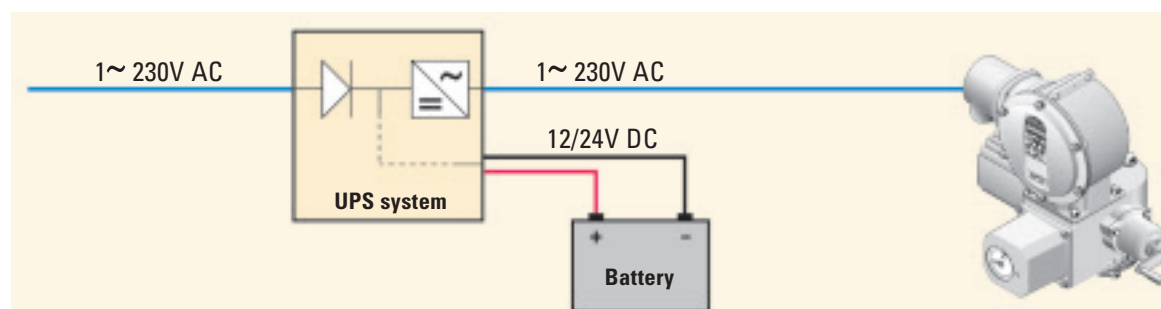 1~ 230V AC
1~ 230V AC
12/24V DC
UPS system
+ -
Battery